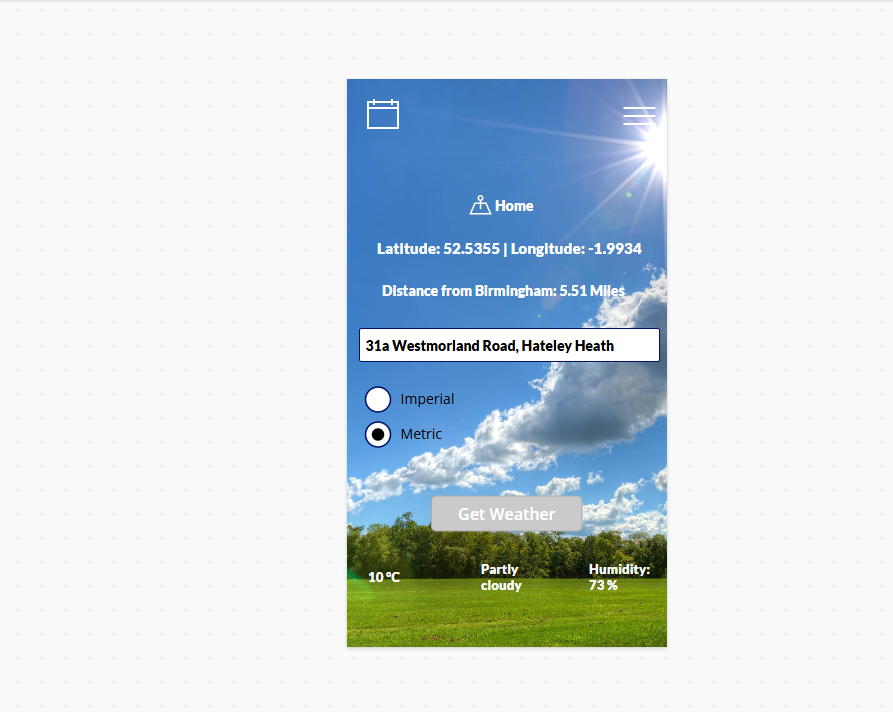 Home
Latitude: 52.5355 | Longitude: -1.9934
Distance from Birmingham: 5.51 Miles
31a Westmorland Road, Hateley Heath
Imperial
Metric
Get Weather
10 °C
Partly
cloudy
Humidity:
73 %